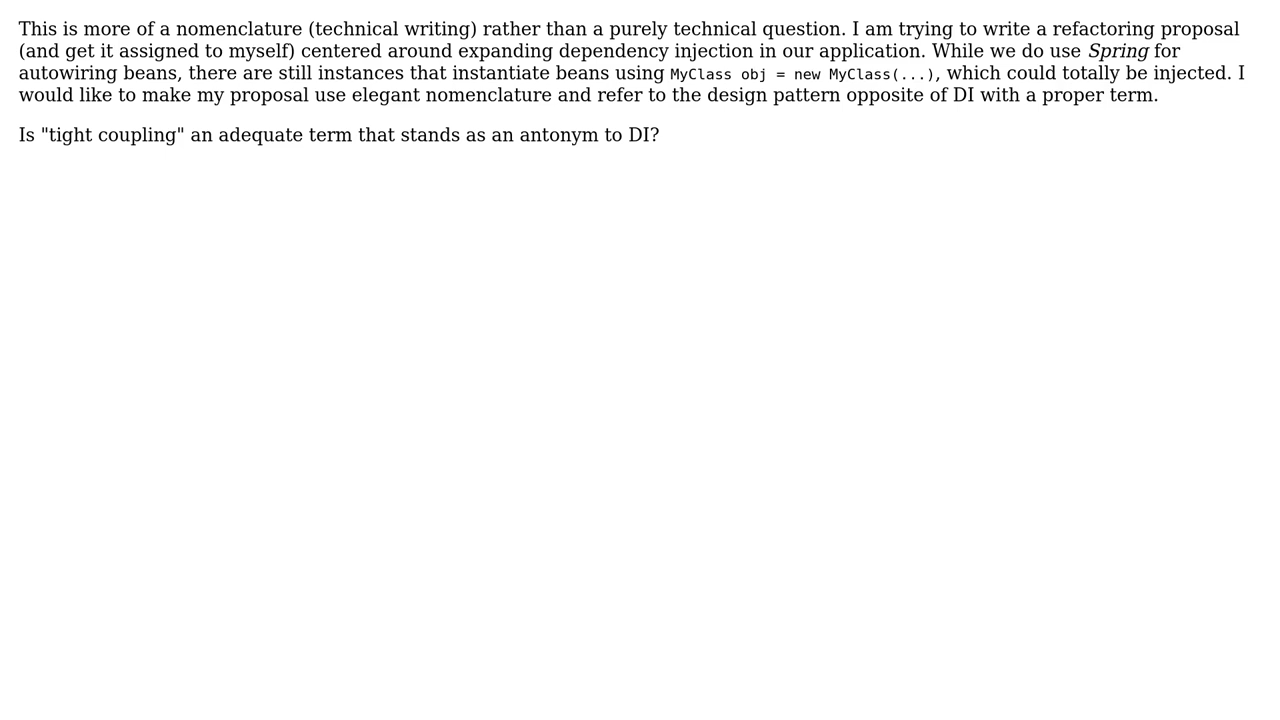 This is more of a nomenclature (technical writing) rather than a purely technical question. I am trying to write a refactoring proposal
(and get it assigned to myself) centered around expanding dependency injection in our application. While we do use Spring for
autowiring beans, there are still instances that instantiate beans using MyClass obj = new MyClass(...), which could totally be injected. I
would like to make my proposal use elegant nomenclature and refer to the design pattern opposite of DI with a proper term.
Is "tight coupling" an adequate term that stands as an antonym to DI?